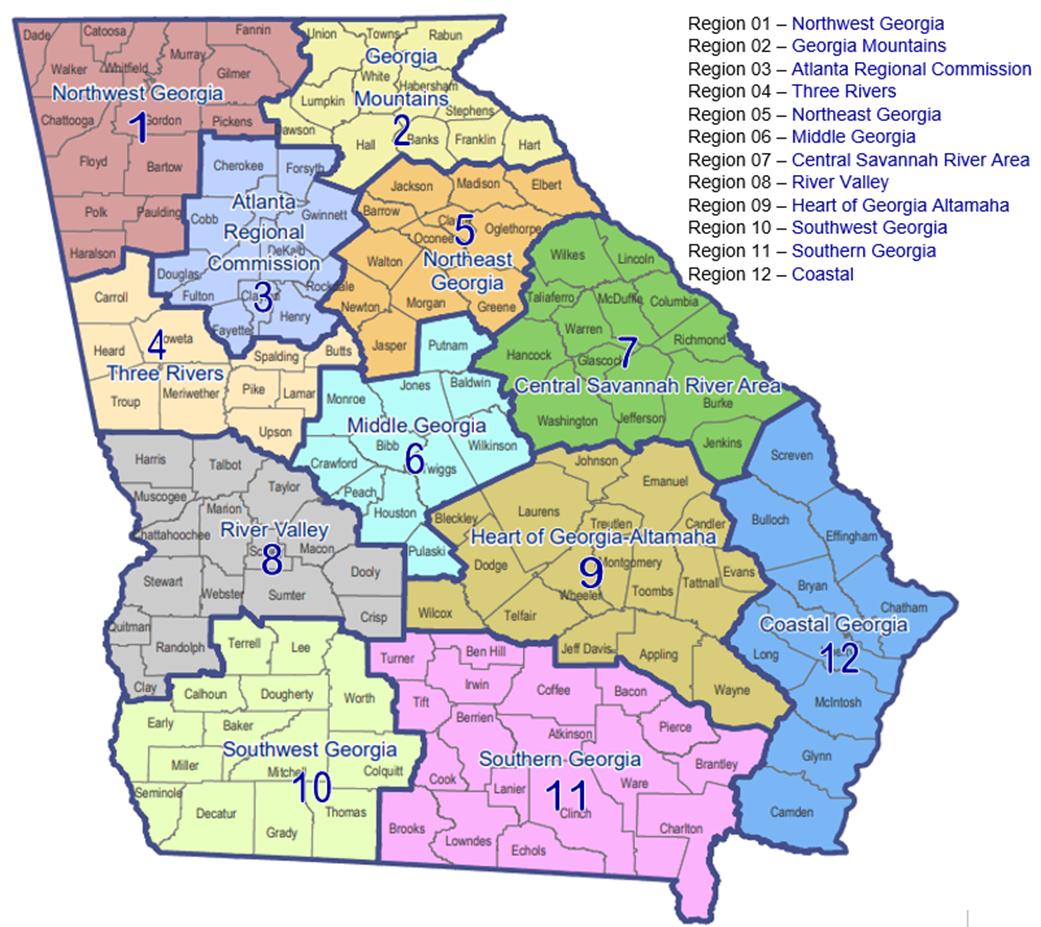 Region 01 – Northwest Georgia
Region 02 – Georgia Mountains
Region 03 – Atlanta Regional Commission
Region 04 – Three Rivers
Region 05 – Northeast Georgia
Region 06 – Middle Georgia
Region 07 – Central Savannah River Area
Region 08 – River Valley
Region 09 – Heart of Georgia Altamaha
Region 10 – Southwest Georgia
Region 11 – Southern Georgia
Region 12 – Coastal
Dade
Catoosa
Fannin
Walker
Whitfield
Murray
Gilmer
Northwest Georgia
1
Chattooga
Gordon
Pickens
Floyd
Bartow
Polk
Paulding
Haralson
Union
Towns
Rabun
Georgia
Mountains
2
White
Habersham
Lumpkin
Stephens
Dawson
Hall
Banks
Franklin
Hart
Cherokee
Forsyth
Atlanta
Regional
Commission
3
Cobb
Gwinnett
DeKalb
Douglas
Fulton
Rockdale
Fayette
Henry
Carroll
4
Heard
Three Rivers
Spalding
Butts
Troup
Meriwether
Pike
Lamar
Upson
Jackson
Madison
Elbert
Barrow
5
Oconee
Oglethorpe
Northeast
Georgia
Walton
Newton
Morgan
Greene
Jasper
Putnam
Jones
Baldwin
Monroe
Middle Georgia
6
Bibb
Wilkinson
Crawford
Twiggs
Peach
Houston
Pulaski
Wilkes
Lincoln
Taliaferro
McDuffie
Columbia
Warren
Richmond
Hancock
Glascock
7
Central Savannah River Area
Burke
Washington
Jefferson
Jenkins
Harris
Talbot
Taylor
Muscogee
Marion
Chattahoochee
River Valley
8
Macon
Dooly
Stewart
Webster
Sumter
Crisp
Quitman
Randolph
Clay
Johnson
Emanuel
Laurens
Bleckley
Treutlen
Candler
Heart of Georgia-Altamaha
9
Dodge
Montgomery
Evans
Wheeler
Toombs
Tattnall
Wilcox
Telfair
Jeff Davis
Appling
Wayne
Terrell
Lee
Calhoun
Dougherty
Worth
Early
Baker
Southwest Georgia
10
Miller
Mitchell
Colquitt
Seminole
Decatur
Grady
Thomas
Turner
Ben Hill
Irwin
Tift
Coffee
Bacon
Berrien
Pierce
Atkinson
Southern Georgia
11
Brantley
Cook
Lanier
Ware
Clinch
Brooks
Lowndes
Echols
Charlton
Screven
Bulloch
Effingham
Bryan
Chatham
Coastal Georgia
12
Long
McIntosh
Glynn
Camden